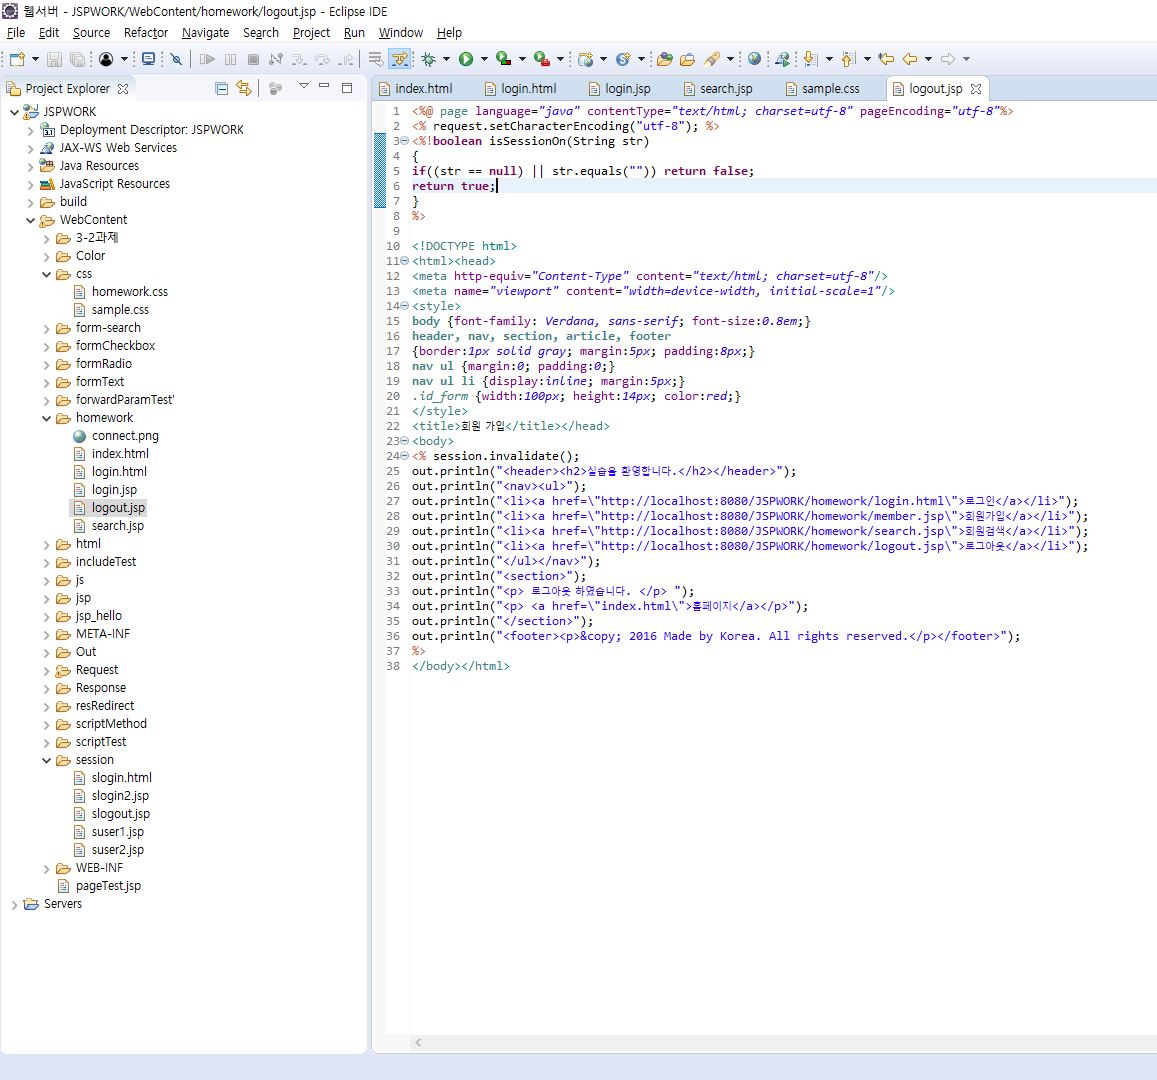 웹서버 - JSPWORK/WebContent/homework/logout.jsp - Eclipse IDE
File Edit Source Refactor Navigate Search Project Run Window Help
Project Explorer
JSPWORK
Deployment Descriptor: JSPWORK
JAX-WS Web Services
Java Resources
JavaScript Resources
build
WebContent
3-2과제
Color
css
homework.css
sample.css
form-search
formCheckbox
formRadio
formText
forwardParamTest'
homework
connect.png
index.html
login.html
login.jsp
logout.jsp
search.jsp
html
includeTest
js
jsp
jsp_hello
META-INF
Out
Request
Response
resRedirect
scriptMethod
scriptTest
session
slogin.html
slogin2.jsp
slogout.jsp
suser1.jsp
suser2.jsp
WEB-INF
pageTest.jsp
Servers
index.html login.html login.jsp search.jsp sample.css logout.jsp
1 <%@ page language="java" contentType="text/html; charset=utf-8" pageEncoding="utf-8"%>
2 <% request.setCharacterEncoding("utf-8"); %>
3 <%!boolean isSessionOn(String str)
4 {
5 if((str == null) || str.equals("")) return false;
6 return true;
7 }
8 %>
9
10 <!DOCTYPE html>
11 <html><head>
12 <meta http-equiv="Content-Type" content="text/html; charset=utf-8"/>
13 <meta name="viewport" content="width=device-width, initial-scale=1"/>
14 <style>
15 body {font-family: Verdana, sans-serif; font-size:0.8em;}
16 header, nav, section, article, footer
17 {border:1px solid gray; margin:5px; padding:8px;}
18 nav ul {margin:0; padding:0;}
19 nav ul li {display:inline; margin:5px;}
20 .id_form {width:100px; height:14px; color:red;}
21 </style>
22 <title>회원 가입</title></head>
23 <body>
24 <% session.invalidate();
25 out.println("<header><h2>실습을 환영합니다.</h2></header>");
26 out.println("<nav><ul>");
27 out.println("<li><a href=\"http://localhost:8080/JSPWORK/homework/login.html\">로그인</a></li>");
28 out.println("<li><a href=\"http://localhost:8080/JSPWORK/homework/member.jsp\">회원가입</a></li>");
29 out.println("<li><a href=\"http://localhost:8080/JSPWORK/homework/search.jsp\">회원검색</a></li>");
30 out.println("<li><a href=\"http://localhost:8080/JSPWORK/homework/logout.jsp\">로그아웃</a></li>");
31 out.println("</ul></nav>");
32 out.println("<section>");
33 out.println("<p> 로그아웃 하였습니다. </p> ");
34 out.println("<p> <a href=\"index.html\">홈페이지</a></p>");
35 out.println("</section>");
36 out.println("<footer><p>&copy; 2016 Made by Korea. All rights reserved.</p></footer>");
37 %>
38 </body></html>